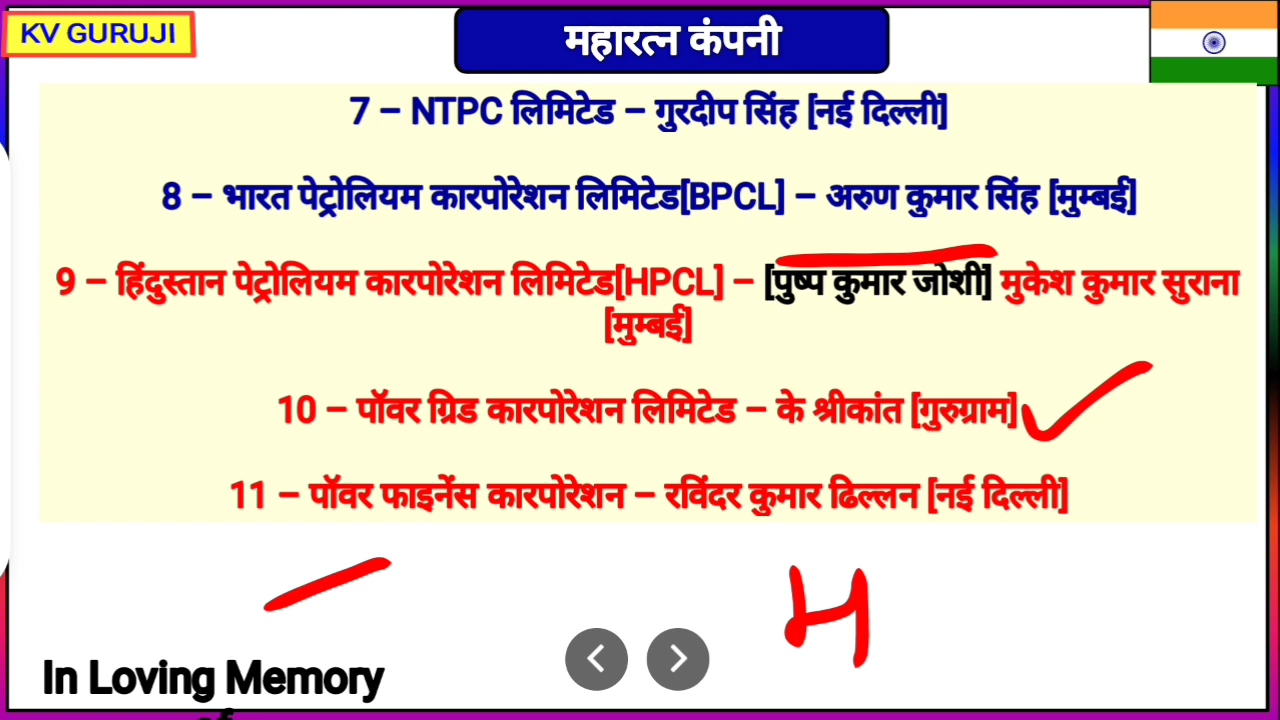 KV GURUJI
महारत्न कंपनी
7 – NTPC लिमिटेड – गुरदीप सिंह [नई दिल्ली]
8 – भारत पेट्रोलियम कारपोरेशन लिमिटेड[BPCL] – अरुण कुमार सिंह [मुम्बई]
9 – हिंदुस्तान पेट्रोलियम कारपोरेशन लिमिटेड[HPCL] – [पुष्प कुमार जोशी] मुकेश कुमार सुराना
[मुम्बई]
10 – पॉवर ग्रिड कारपोरेशन लिमिटेड – के श्रीकांत [गुरुग्राम]
11 – पॉवर फाइनेंस कारपोरेशन – रविंदर कुमार ढिल्लन [नई दिल्ली]
In Loving Memory